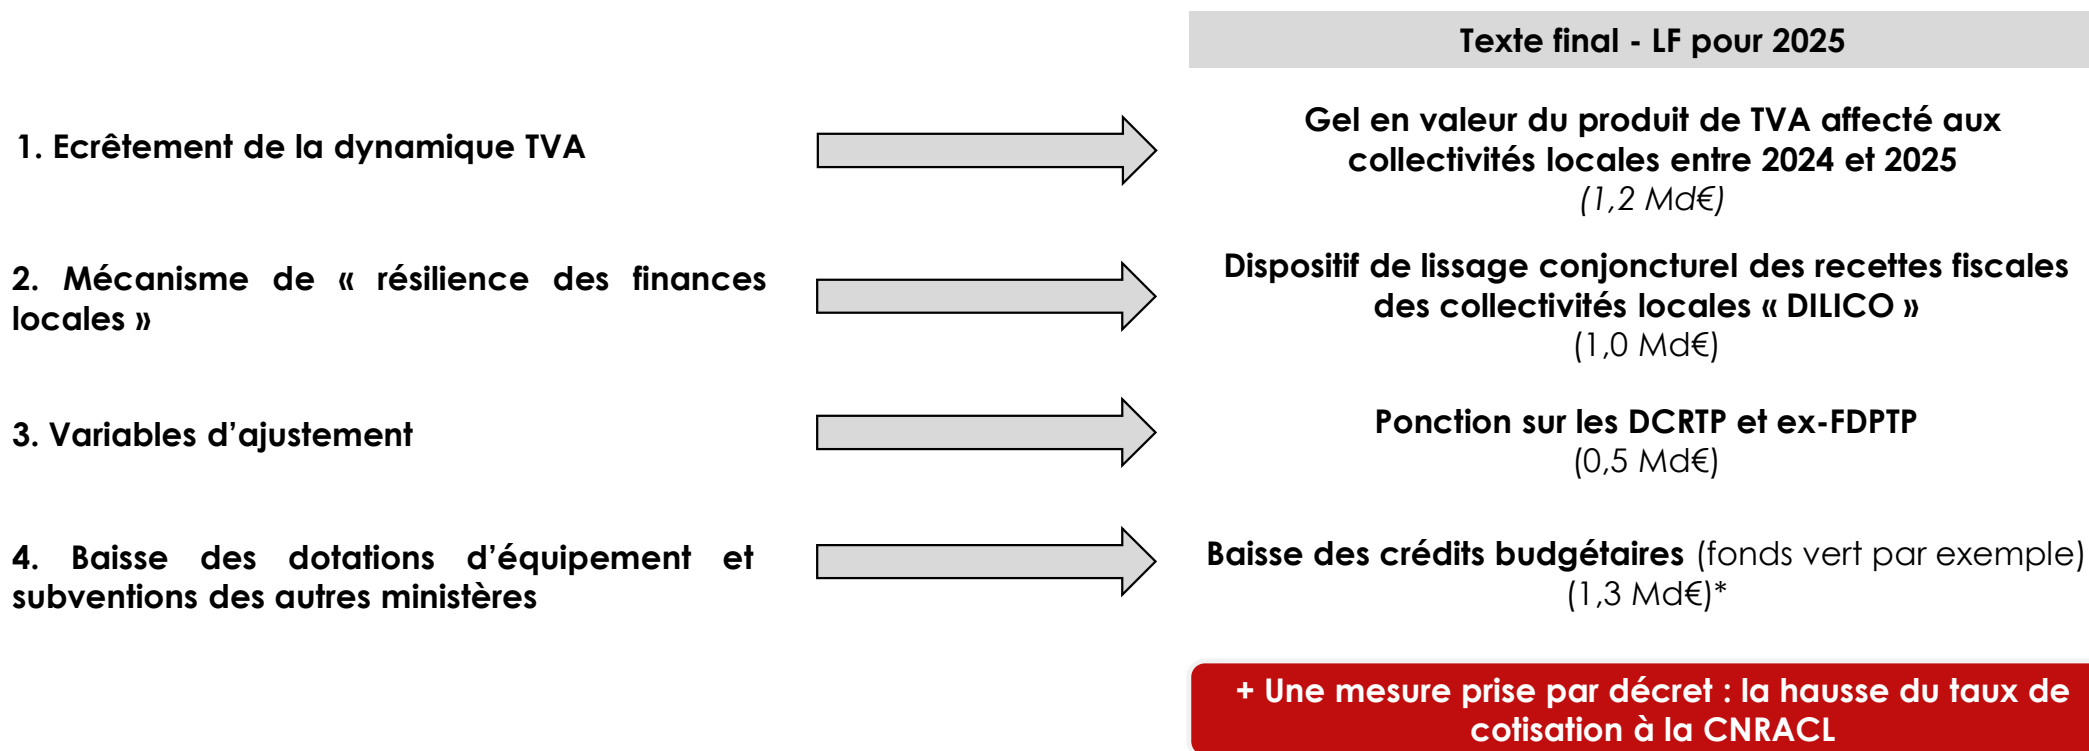 Texte final - LF pour 2025
1. Ecrêtement de la dynamique TVA
Gel en valeur du produit de TVA affecté aux
collectivités locales entre 2024 et 2025
(1,2 Md€)
2. Mécanisme de « résilience des finances
locales »
Dispositif de lissage conjoncturel des recettes fiscales
des collectivités locales « DILICO »
(1,0 Md€)
3. Variables d’ajustement
Ponction sur les DCRTP et ex-FDPTP
(0,5 Md€)
4. Baisse des dotations d’équipement et
subventions des autres ministères
Baisse des crédits budgétaires (fonds vert par exemple)
(1,3 Md€)*
+ Une mesure prise par décret : la hausse du taux de
cotisation à la CNRACL